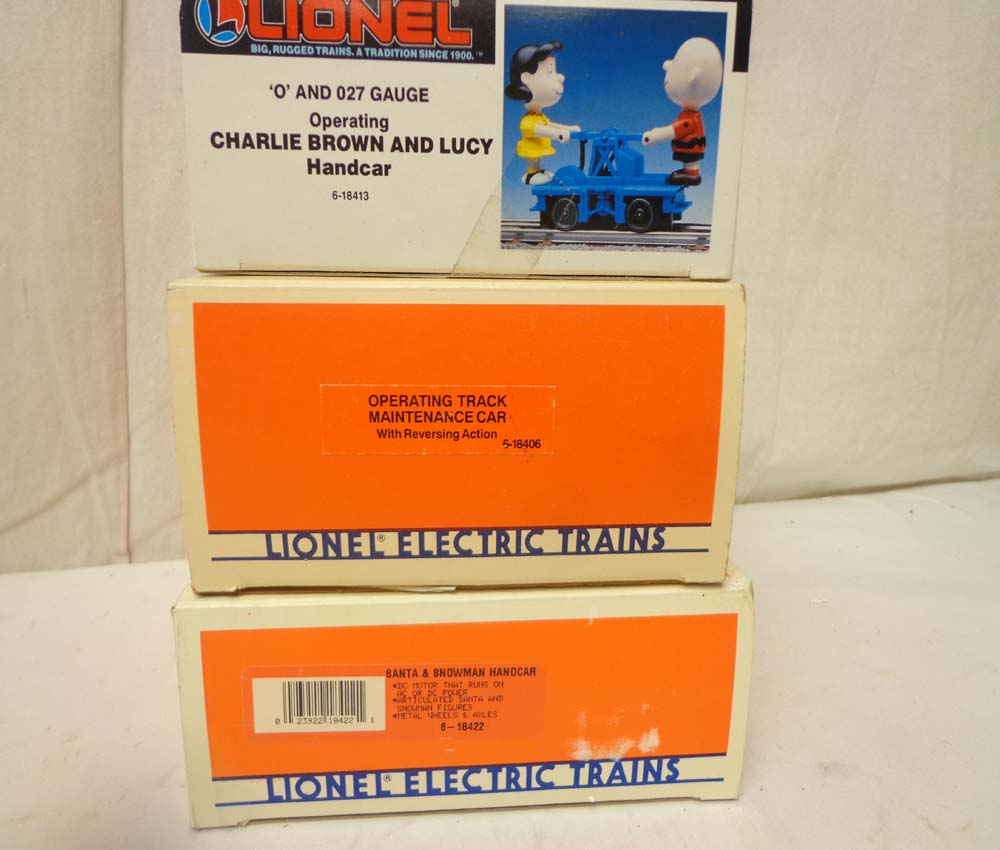 LIONEL®
BIG, RUGGED TRAINS. A TRADITION SINCE 1900.™
'O' AND 027 GAUGE
Operating
CHARLIE BROWN AND LUCY
Handcar
6-18413
OPERATING TRACK
MAINTENANCE CAR
With Reversing Action
6-18406
LIONEL® ELECTRIC TRAINS
SANTA & SNOWMAN HANDCAR
*DC MOTOR THAT RUNS ON
AC OR DC POWER
*ARTICULATED SANTA AND
SNOWMAN FIGURES
*METAL WHEELS & AXLES
6-18422
0 23922 18422 1
LIONEL® ELECTRIC TRAINS